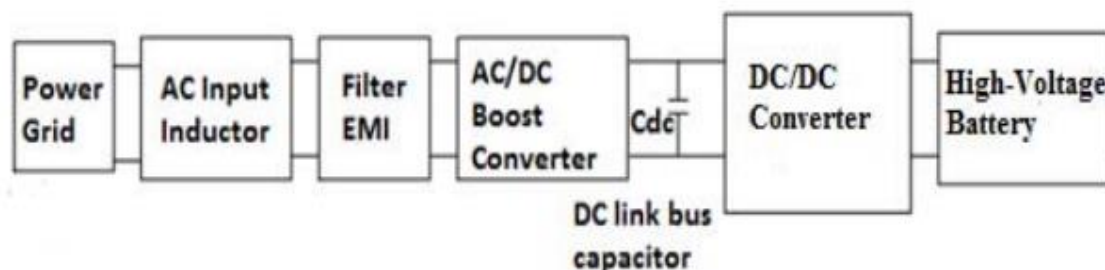 Power
Grid
AC Input
Inductor
Filter
EMI
AC/DC
Boost
Converter
Cdc
DC link bus
capacitor
DC/DC
Converter
High-Voltage
Battery